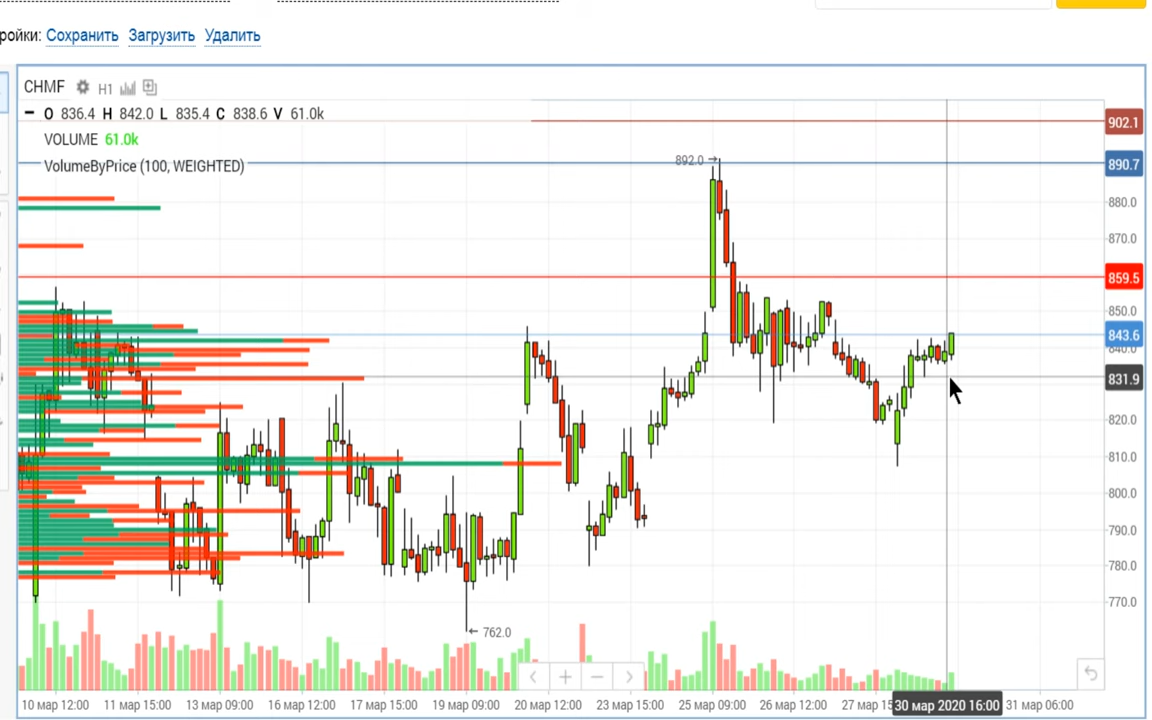 ройки: Сохранить Загрузить Удалить
CHMF H1
O 836.4 H 842.0 L 835.4 C 838.6 V 61.0k
VOLUME 61.0k
VolumeByPrice (100, WEIGHTED)
902.1
892.0 →
890.7
880.0
870.0
859.5
850.0
843.6
840.0
831.9
820.0
810.0
800.0
790.0
780.0
770.0
← 762.0
10 мар 12:00 11 мар 15:00 13 мар 09:00 16 мар 12:00 17 мар 15:00 19 мар 09:00 20 мар 12:00 23 мар 15:00 25 мар 09:00 26 мар 12:00 27 мар 15 30 мар 2020 16:00 31 мар 06:00